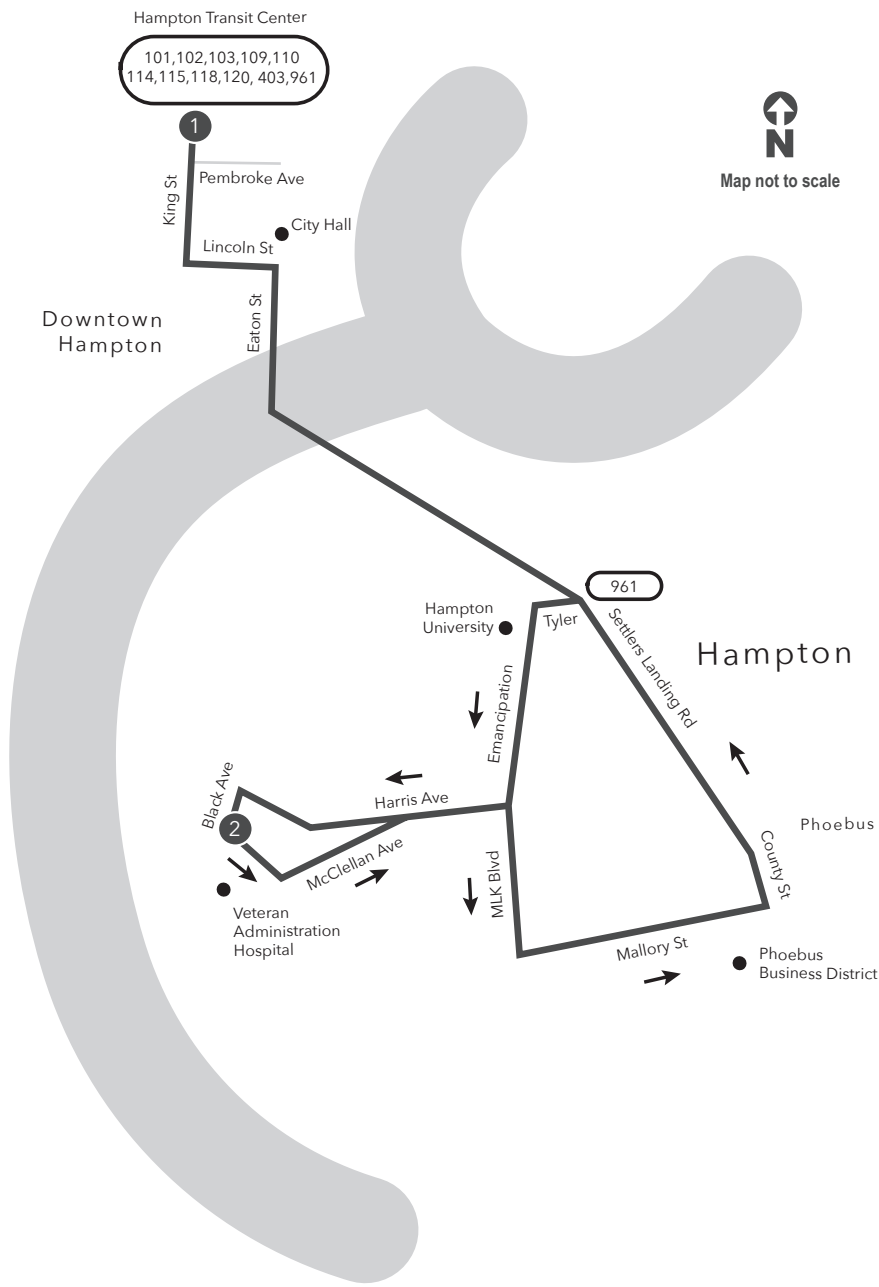 Hampton Transit Center
101,102,103,109,110
114,115,118,120, 403,961
1
N
Map not to scale
King St
Pembroke Ave
City Hall
Lincoln St
Eaton St
Downtown
Hampton
961
Hampton
University
Tyler
Settlers Landing Rd
Hampton
Emancipation
Black Ave
Harris Ave
2
Phoebus
County St
McClellan Ave
MLK Blvd
Veteran
Administration
Hospital
Mallory St
Phoebus
Business District